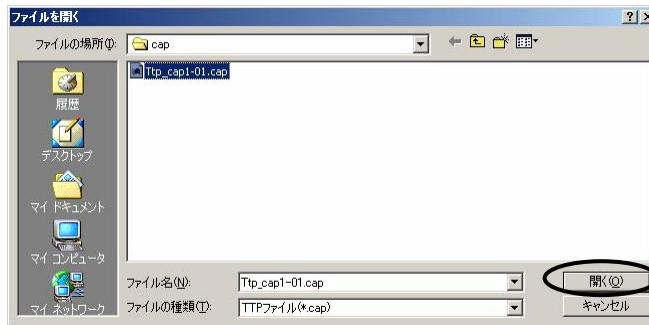 ファイルを開く
ファイルの場所(I):
cap
Ttp_cap1-01.cap
履歴
デスクトップ
マイ ドキュメント
マイ コンピュータ
マイ ネットワーク
ファイル名(N):
Ttp_cap1-01.cap
開く(O)
ファイルの種類(T):
TTPファイル(*.cap)
キャンセル